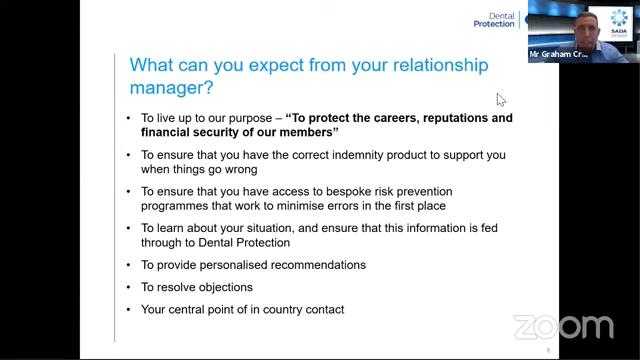 Dental
Protection
SADA
Mr Graham Cr...
What can you expect from your relationship
manager?
• To live up to our purpose – “To protect the careers, reputations and
financial security of our members”
• To ensure that you have the correct indemnity product to support you
when things go wrong
• To ensure that you have access to bespoke risk prevention
programmes that work to minimise errors in the first place
• To learn about your situation, and ensure that this information is fed
through to Dental Protection
• To provide personalised recommendations
• To resolve objections
• Your central point of in country contact
zoom
8